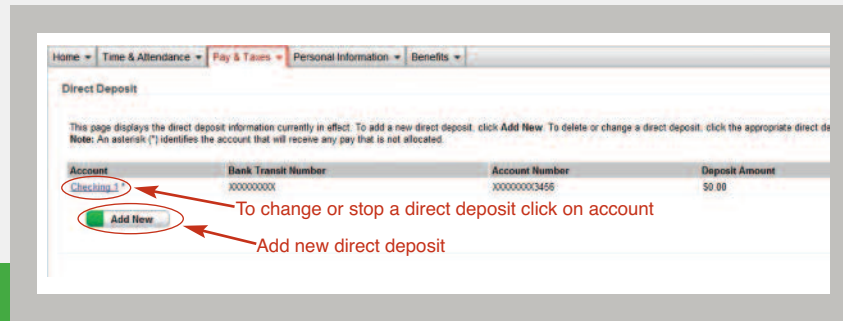 Home Time & Attendance Pay & Taxes Personal Information Benefits
Direct Deposit
This page displays the direct deposit information currently in effect. To add a new direct deposit, click Add New. To delete or change a direct deposit, click the appropriate direct de
Note: An asterisk (*) identifies the account that will receive any pay that is not allocated.
Account Bank Transit Number Account Number Deposit Amount
Checking 1 * XXXXXXXXX XXXXXXXX3456 $0.00
To change or stop a direct deposit click on account
Add New
Add new direct deposit